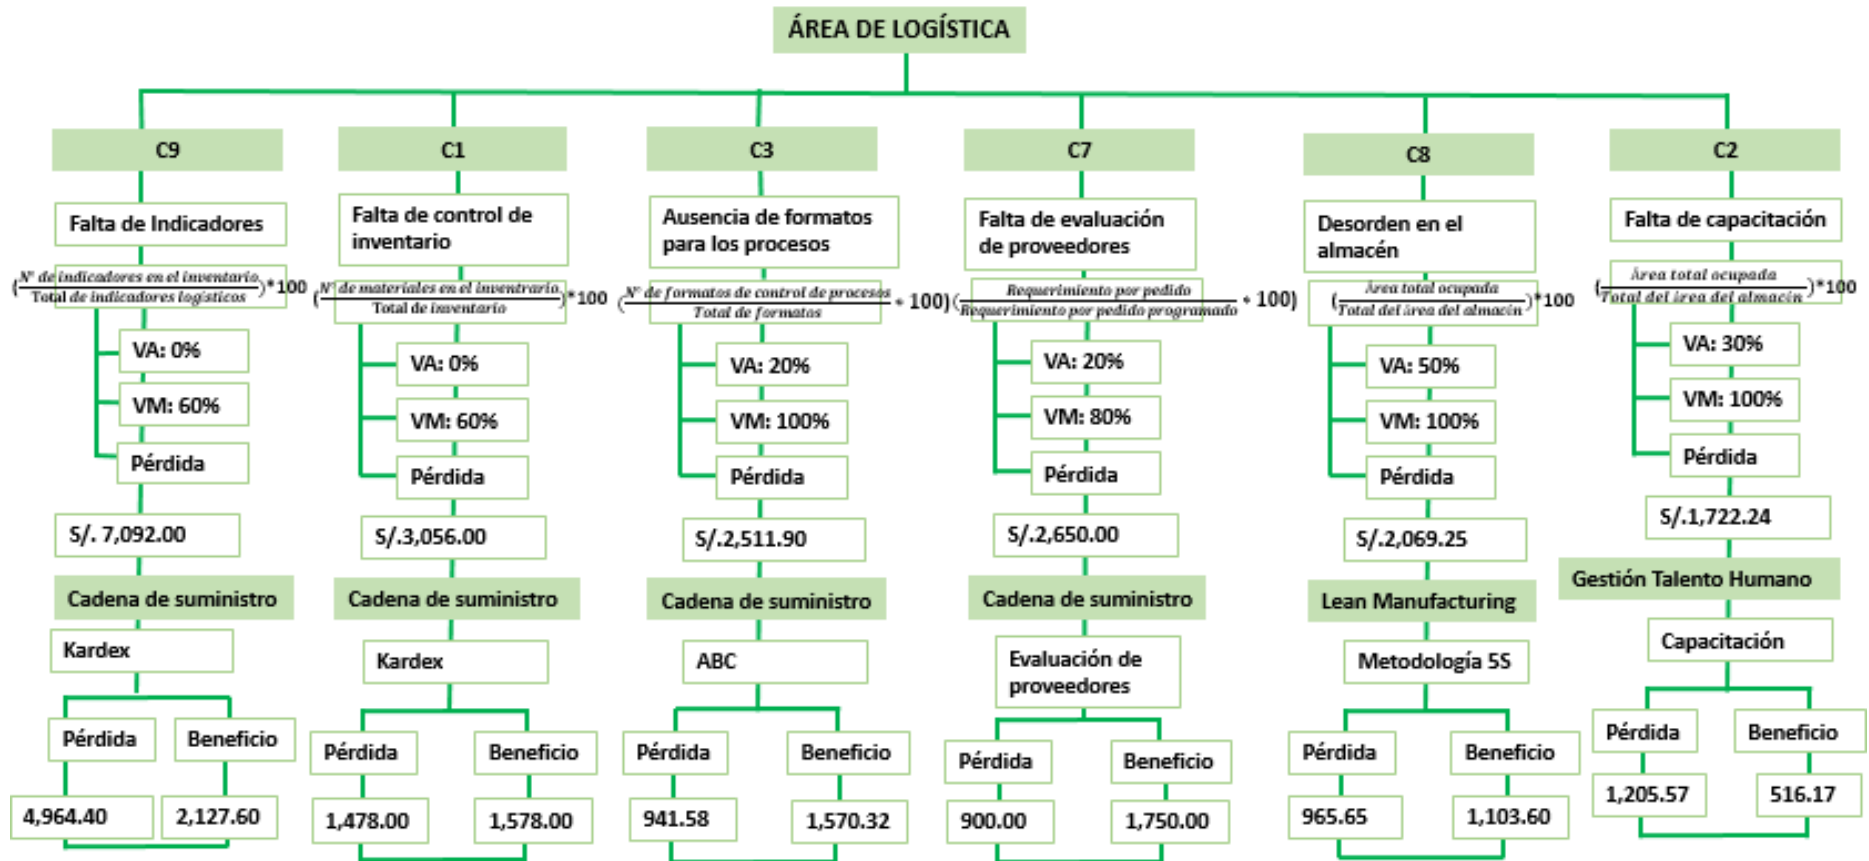 ÁREA DE LOGÍSTICA
C9
Falta de Indicadores
(N° de indicadores en el inventario
Total de indicadores logísticos)*100
VA: 0%
VM: 60%
Pérdida
S/. 7,092.00
Cadena de suministro
Kardex
Pérdida
Beneficio
4,964.40
2,127.60
C1
Falta de control de
inventario
(N° de materiales en el inventrario
Total de inventario)*100
VA: 0%
VM: 60%
Pérdida
S/.3,056.00
Cadena de suministro
Kardex
Pérdida
Beneficio
1,478.00
1,578.00
C3
Ausencia de formatos
para los procesos
(N° de formatos de control de procesos
Total de formatos * 100)
VA: 20%
VM: 100%
Pérdida
S/.2,511.90
Cadena de suministro
ABC
Pérdida
Beneficio
941.58
1,570.32
C7
Falta de evaluación
de proveedores
(Requerimiento por pedido
Requerimiento por pedido programado * 100)
VA: 20%
VM: 80%
Pérdida
S/.2,650.00
Cadena de suministro
Evaluación de
proveedores
Pérdida
Beneficio
900.00
1,750.00
C8
Desorden en el
almacén
(Área total ocupada
Total del área del almacén)*100
VA: 50%
VM: 100%
Pérdida
S/.2,069.25
Lean Manufacturing
Metodología 5S
Pérdida
Beneficio
965.65
1,103.60
C2
Falta de capacitación
(Área total ocupada
Total del área del almacén)*100
VA: 30%
VM: 100%
Pérdida
S/.1,722.24
Gestión Talento Humano
Capacitación
Pérdida
Beneficio
1,205.57
516.17